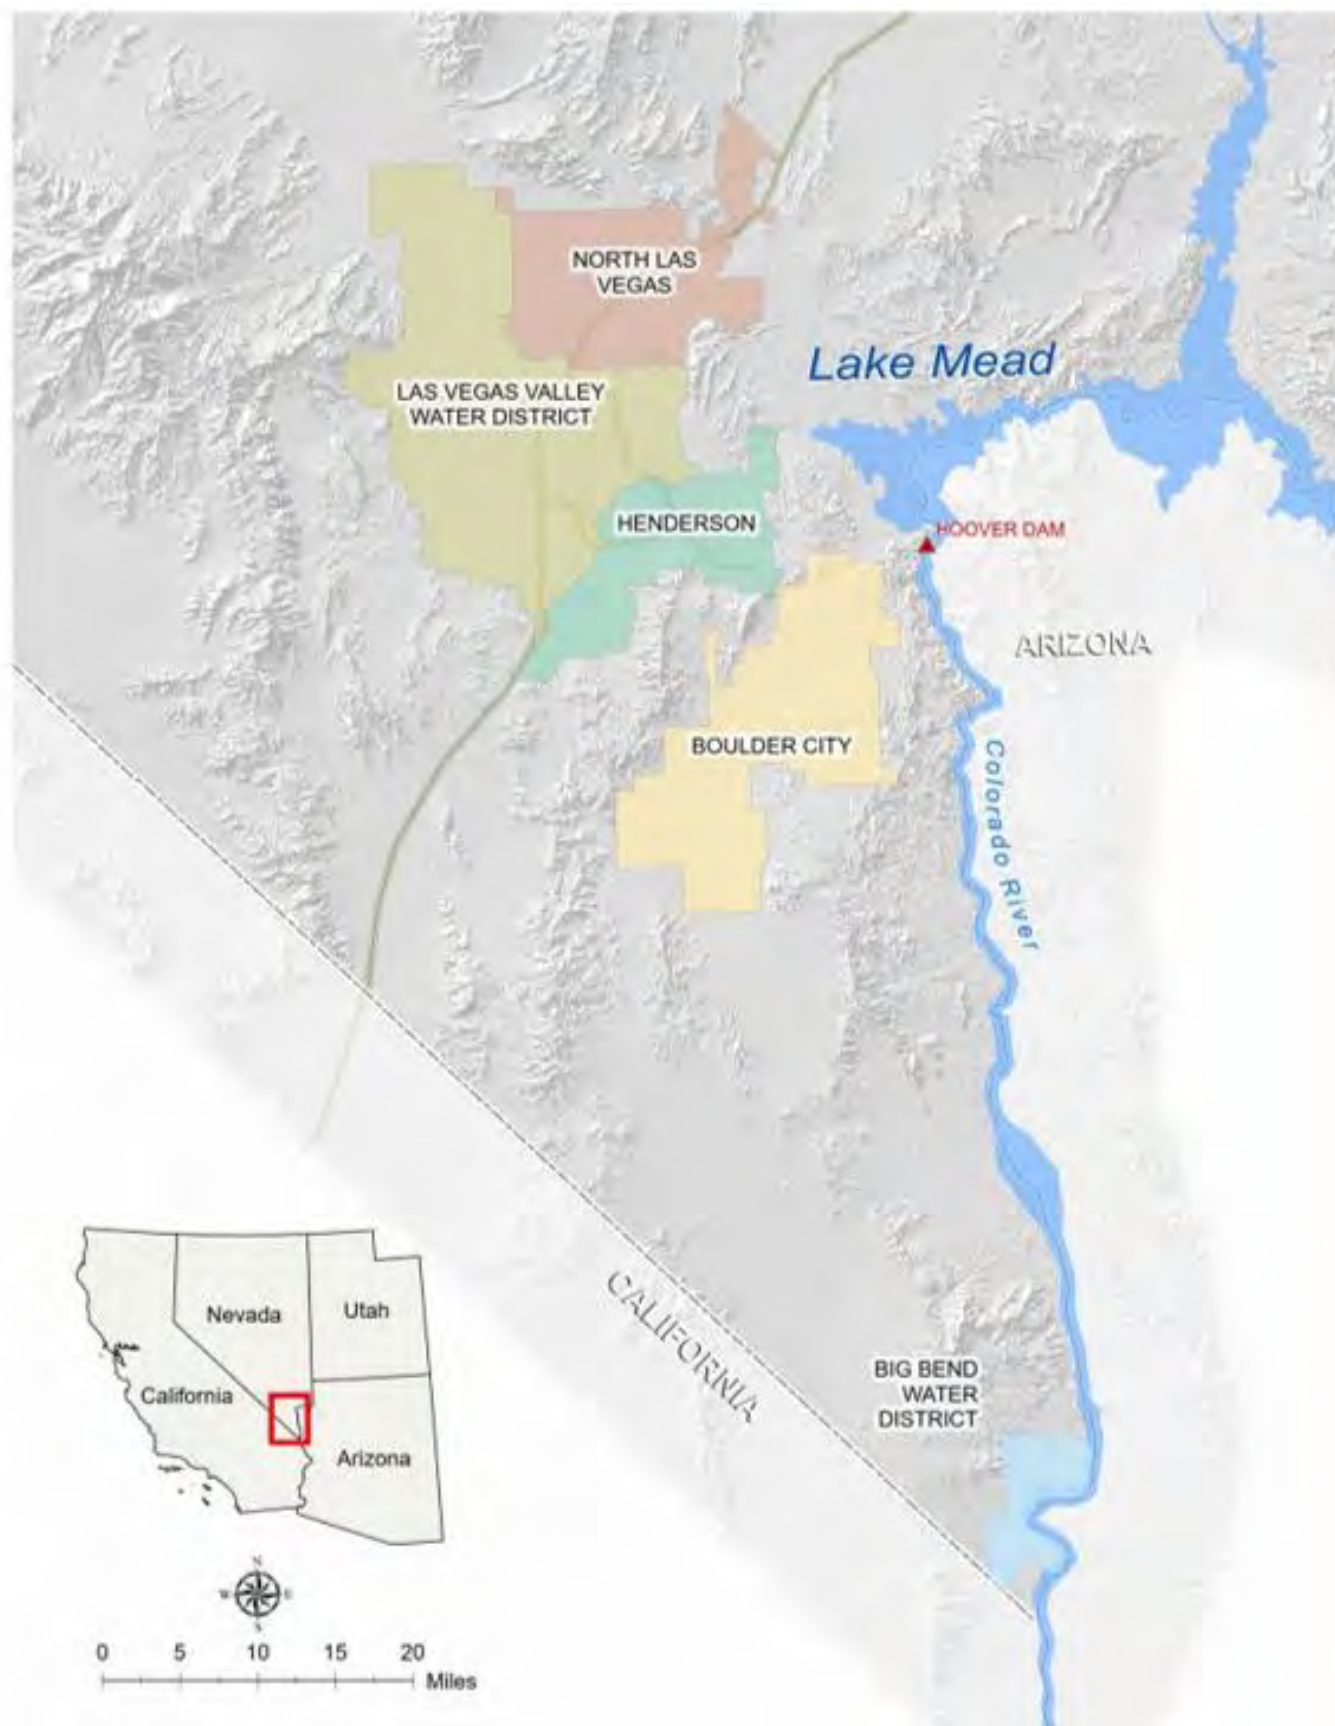 NORTH LAS
VEGAS
Lake Mead
LAS VEGAS VALLEY
WATER DISTRICT
HENDERSON
HOOVER DAM
ARIZONA
BOULDER CITY
Colorado River
CALIFORNIA
Nevada
Utah
California
Arizona
BIG BEND
WATER
DISTRICT
N
W E
S
0 5 10 15 20
Miles